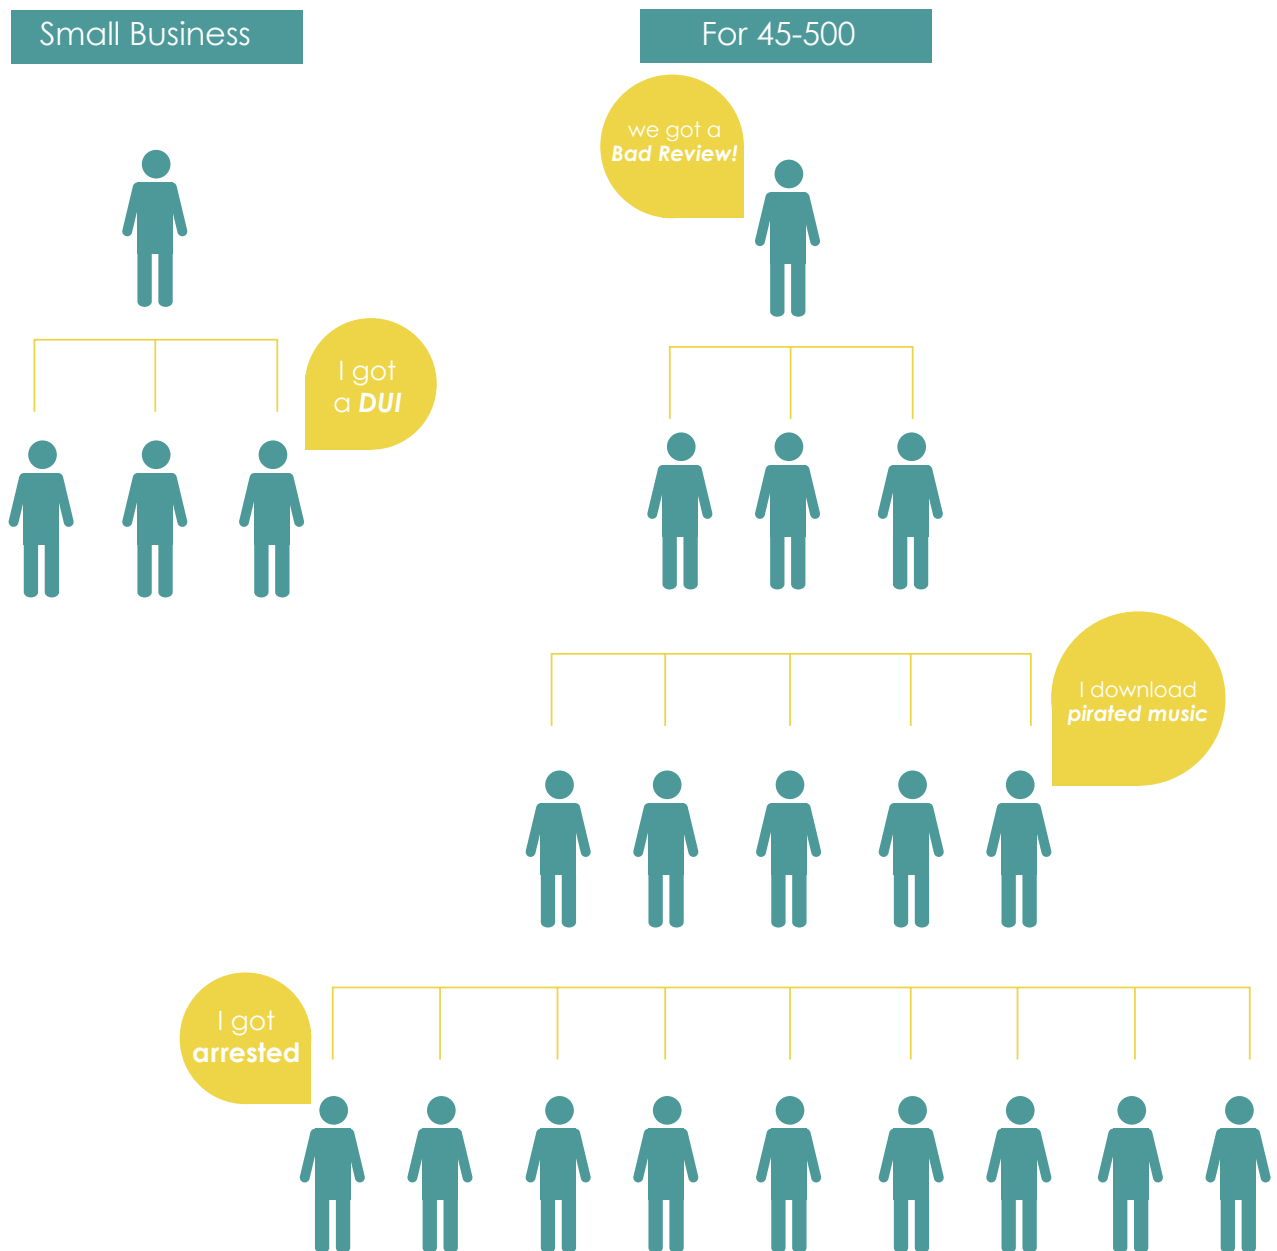 Small Business
For 45-500
we got a
Bad Review!
I got
a DUI
I download
pirated music
I got
arrested